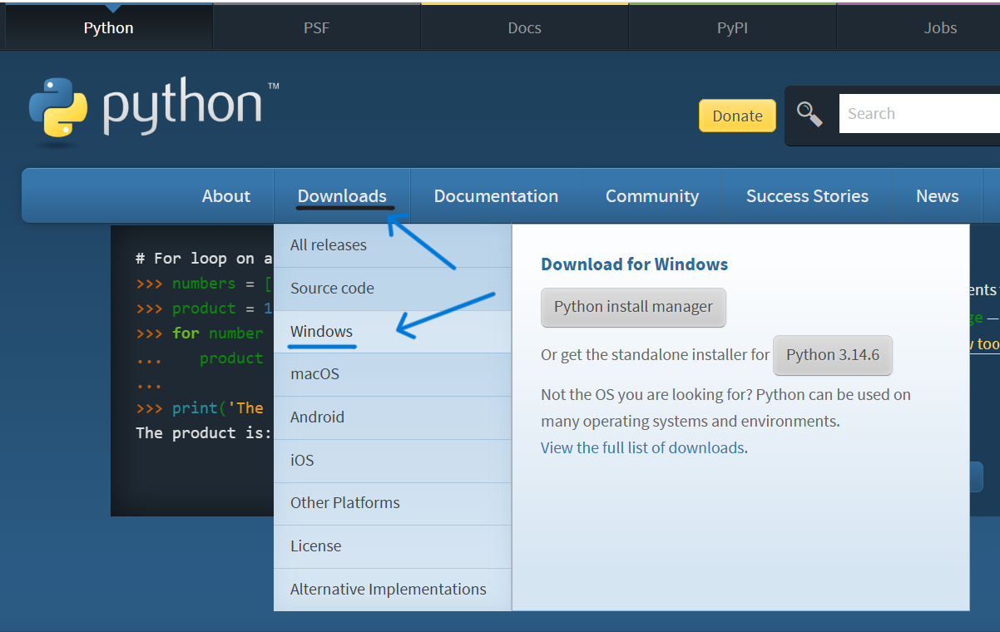 Python PSF Docs PyPI Jobs
python™
Donate Search
About Downloads Documentation Community Success Stories News
# For loop on a
>>> numbers = [
>>> product = 1
>>> for number
... product
...
>>> print('The
The product is:
All releases
Source code
Windows
macOS
Android
iOS
Other Platforms
License
Alternative Implementations
Download for Windows
Python install manager
Or get the standalone installer for Python 3.14.6
Not the OS you are looking for? Python can be used on
many operating systems and environments.
View the full list of downloads.